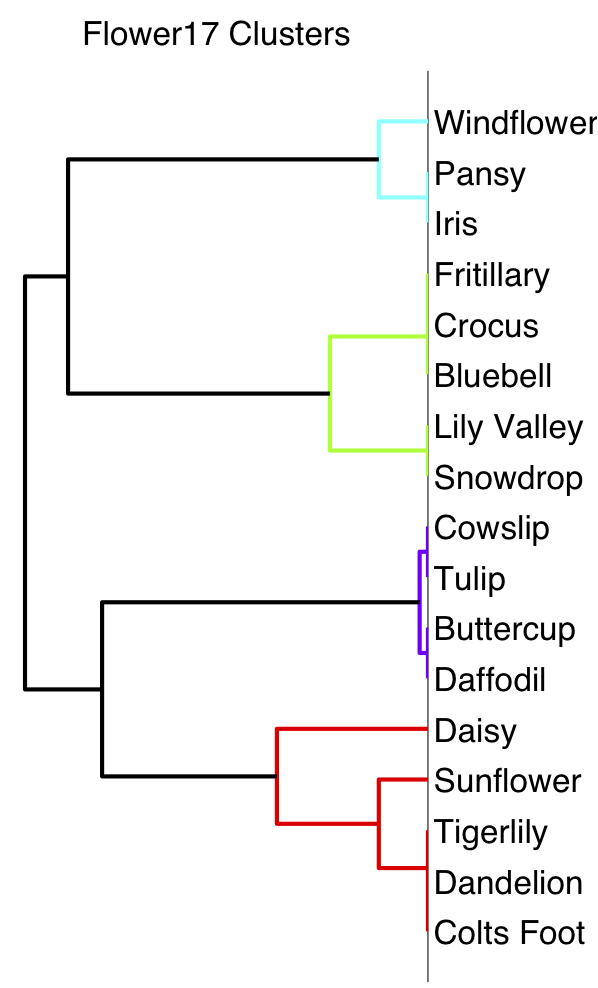 Flower17 Clusters
Windflower
Pansy
Iris
Fritillary
Crocus
Bluebell
Lily Valley
Snowdrop
Cowslip
Tulip
Buttercup
Daffodil
Daisy
Sunflower
Tigerlily
Dandelion
Colts Foot